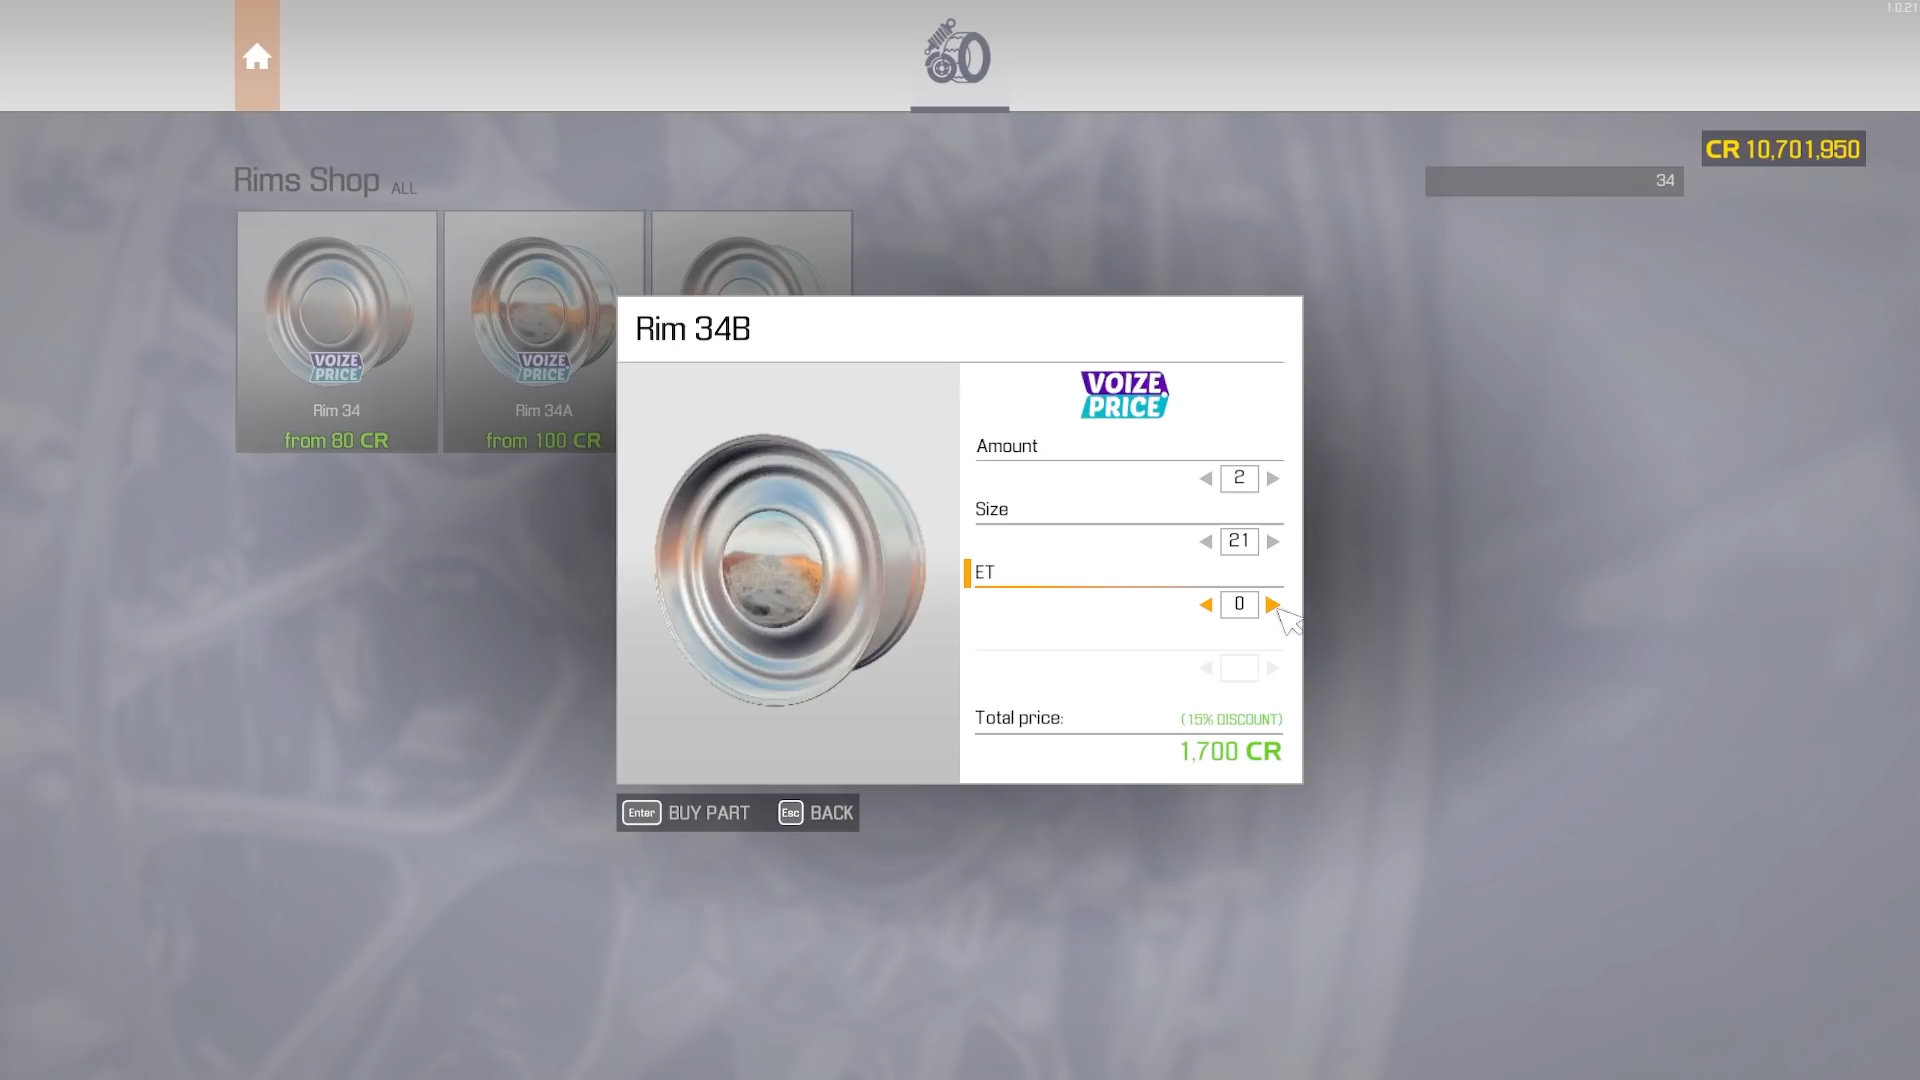 1.0.21
CR 10,701,950
Rims Shop ALL
34
VOIZE
PRICE
Rim 34
from 80 CR
VOIZE
PRICE
Rim 34A
from 100 CR
Rim 34B
VOIZE
PRICE
Amount
2
Size
21
ET
0
Total price:
(15% DISCOUNT)
1,700 CR
Enter BUY PART Esc BACK